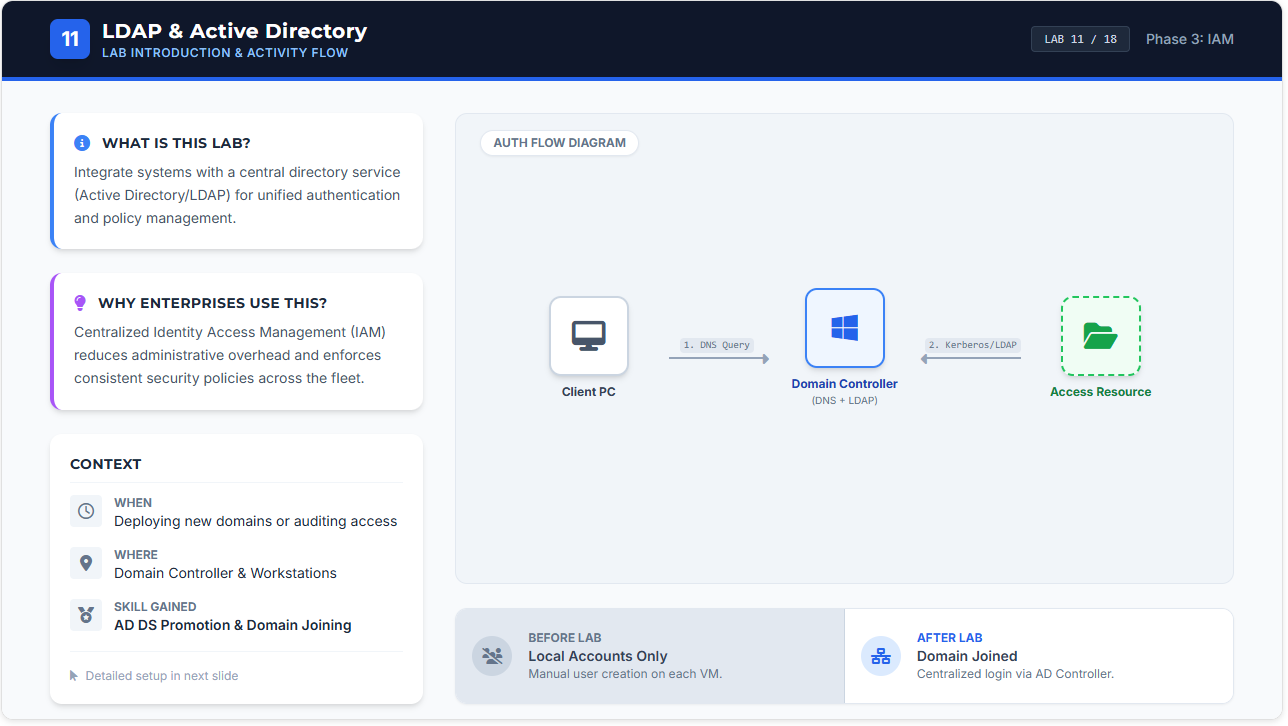 11
LDAP & Active Directory
LAB INTRODUCTION & ACTIVITY FLOW
LAB 11 / 18
Phase 3: IAM
WHAT IS THIS LAB?
Integrate systems with a central directory service
(Active Directory/LDAP) for unified authentication
and policy management.
WHY ENTERPRISES USE THIS?
Centralized Identity Access Management (IAM)
reduces administrative overhead and enforces
consistent security policies across the fleet.
CONTEXT
WHEN
Deploying new domains or auditing access
WHERE
Domain Controller & Workstations
SKILL GAINED
AD DS Promotion & Domain Joining
Detailed setup in next slide
AUTH FLOW DIAGRAM
Client PC
1. DNS Query
Domain Controller
(DNS + LDAP)
2. Kerberos/LDAP
Access Resource
BEFORE LAB
Local Accounts Only
Manual user creation on each VM.
AFTER LAB
Domain Joined
Centralized login via AD Controller.